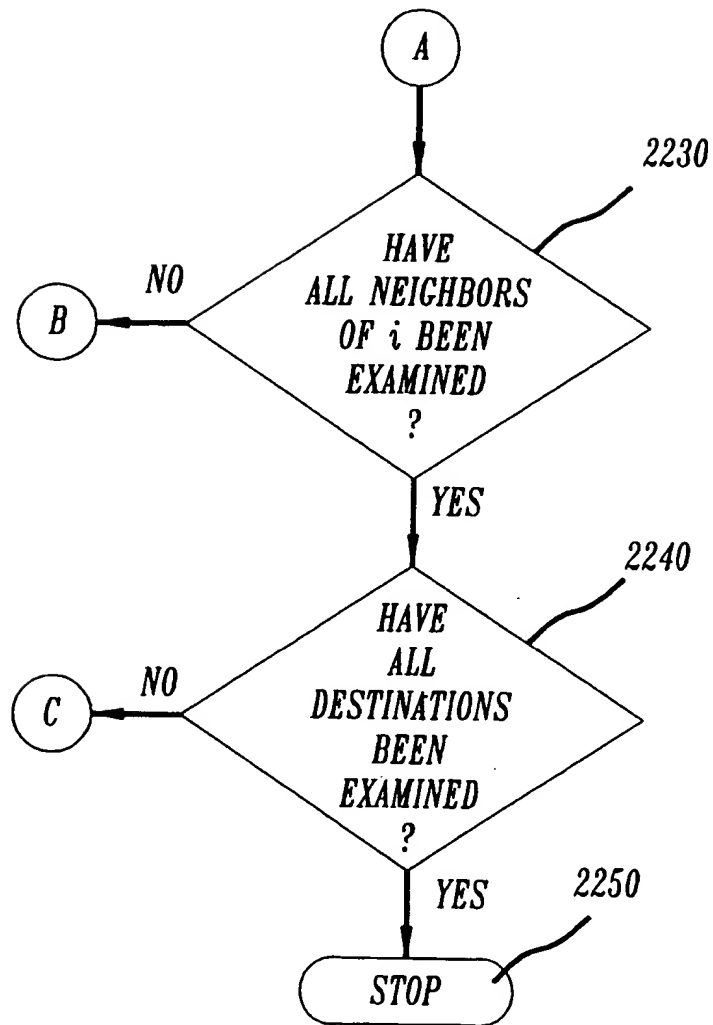 A
2230
HAVE
ALL NEIGHBORS
OF i BEEN
EXAMINED
?
NO
B
YES
2240
HAVE
ALL
DESTINATIONS
BEEN
EXAMINED
?
NO
C
YES
2250
STOP